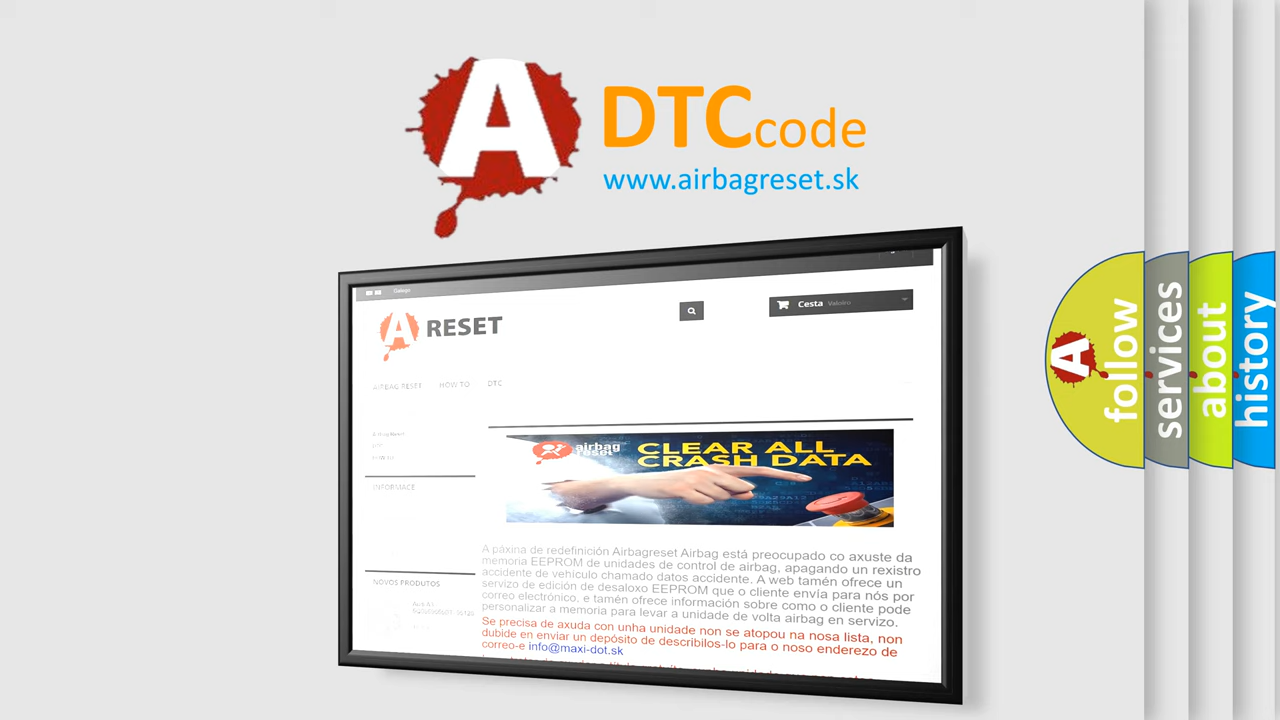 A DTCcode
www.airbagreset.sk
Galego
A RESET
Cesta Valeiro
AIRBAG RESET HOW TO DTC
INFORMACE
airbag
reset
CLEAR ALL
CRASH DATA
A páxina de redefinición Airbagreset Airbag está preocupado co axuste da
memoria EEPROM de unidades de control de airbag, apagando un rexistro
accidente de vehículo chamado datos accidente. A web tamén ofrece un
servizo de edición de desaloxo EEPROM que o cliente envía para nós por
correo electrónico, e tamén ofrece información sobre como o cliente pode
personalizar a memoria para levar a unidade de volta airbag en servizo.
Se precisa de axuda con unha unidade non se atopou na nosa lista, non
dubide en enviar un depósito de describilos-lo para o noso enderezo de
correo-e info@maxi-dot.sk
NOVOS PRODUTOS
A follow
services
about
history